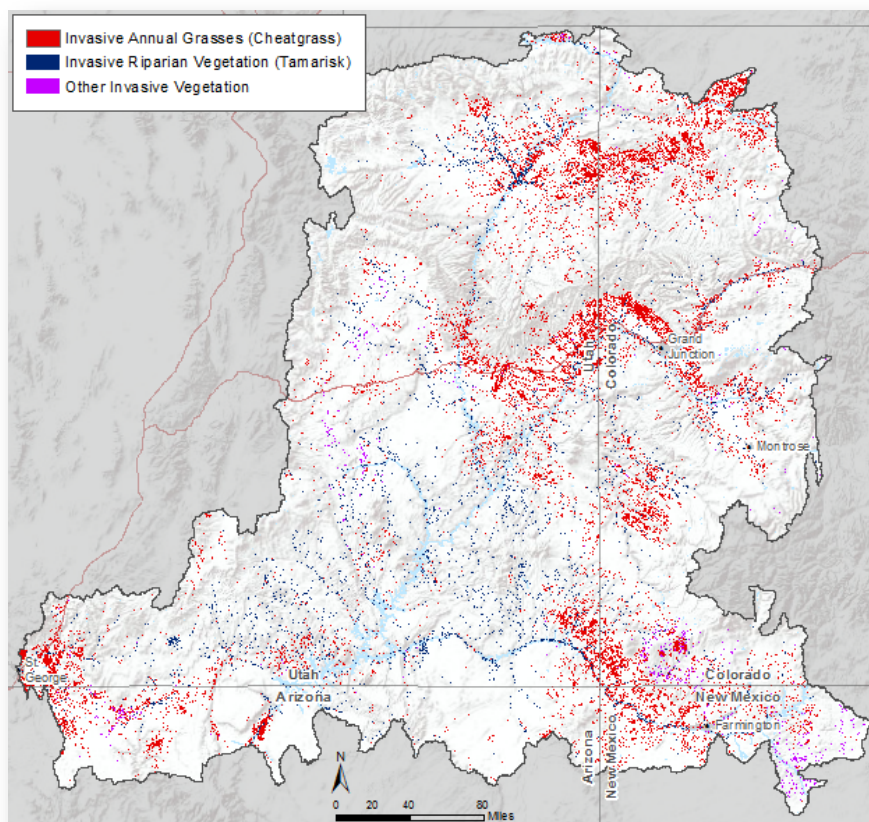 Invasive Annual Grasses (Cheatgrass)
Invasive Riparian Vegetation (Tamarisk)
Other Invasive Vegetation
Utah
Colorado
Grand
Junction
Montrose
St.
George
Utah
Arizona
Colorado
New Mexico
Farmington
Arizona
New Mexico
N
0 20 40 80
Miles